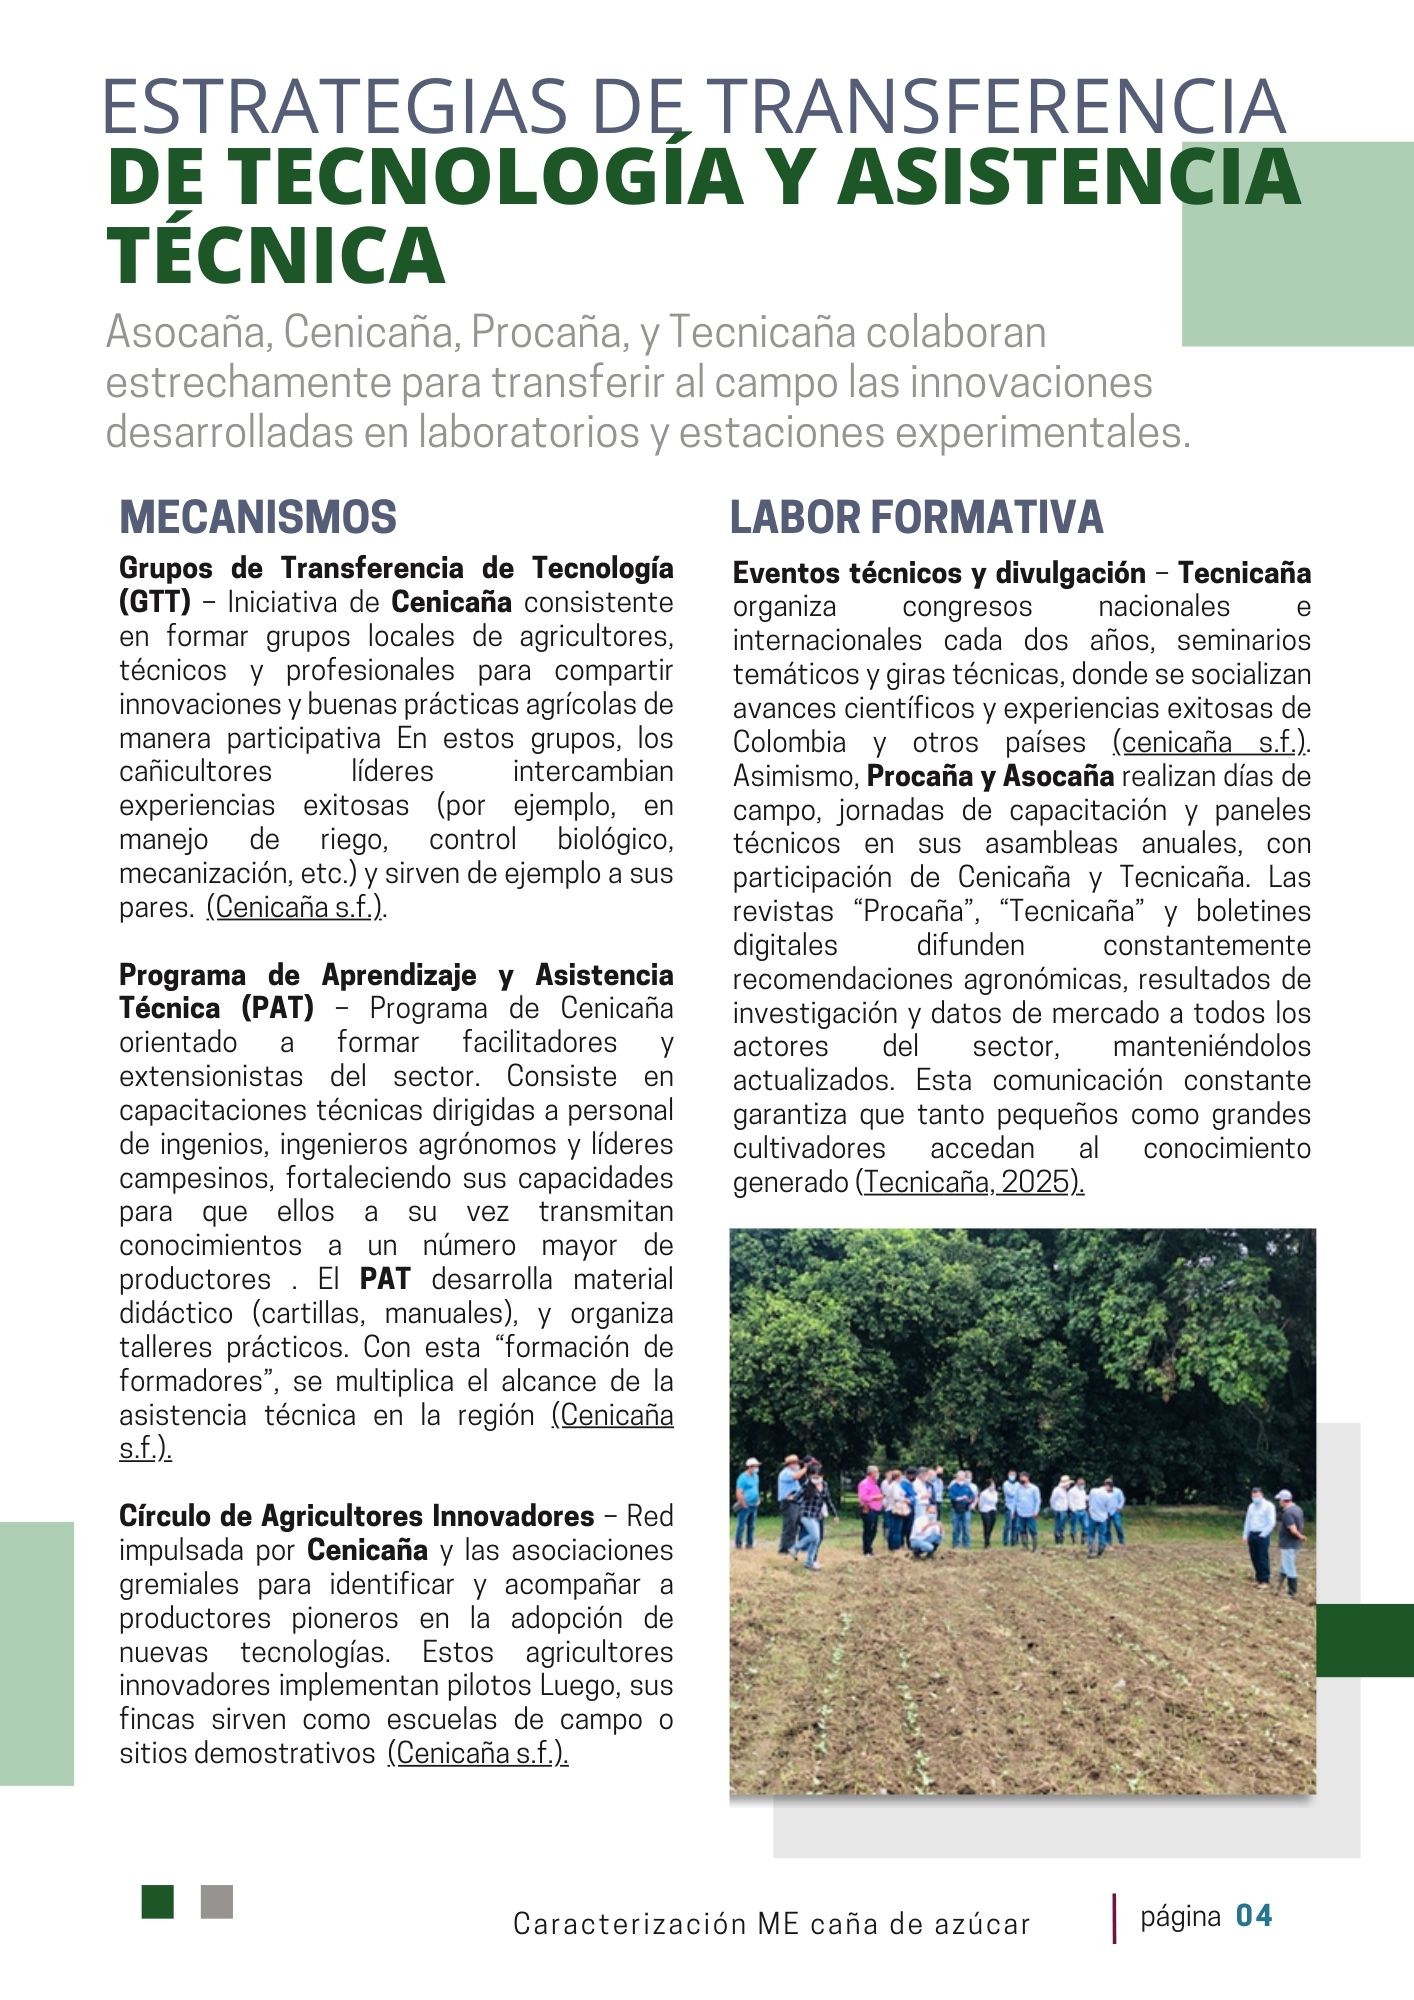 ESTRATEGIAS DE TRANSFERENCIA
DE TECNOLOGÍA Y ASISTENCIA
TÉCNICA
Asocaña, Cenicaña, Procaña, y Tecnicaña colaboran
estrechamente para transferir al campo las innovaciones
desarrolladas en laboratorios y estaciones experimentales.
MECANISMOS
Grupos de Transferencia de Tecnología
(GTT) – Iniciativa de Cenicaña consistente
en formar grupos locales de agricultores,
técnicos y profesionales para compartir
innovaciones y buenas prácticas agrícolas de
manera participativa En estos grupos, los
cañicultores líderes intercambian
experiencias exitosas (por ejemplo, en
manejo de riego, control biológico,
mecanización, etc.) y sirven de ejemplo a sus
pares. (Cenicaña s.f.).
Programa de Aprendizaje y Asistencia
Técnica (PAT) – Programa de Cenicaña
orientado a formar facilitadores y
extensionistas del sector. Consiste en
capacitaciones técnicas dirigidas a personal
de ingenios, ingenieros agrónomos y líderes
campesinos, fortaleciendo sus capacidades
para que ellos a su vez transmitan
conocimientos a un número mayor de
productores . El PAT desarrolla material
didáctico (cartillas, manuales), y organiza
talleres prácticos. Con esta “formación de
formadores”, se multiplica el alcance de la
asistencia técnica en la región (Cenicaña
s.f.).
Círculo de Agricultores Innovadores – Red
impulsada por Cenicaña y las asociaciones
gremiales para identificar y acompañar a
productores pioneros en la adopción de
nuevas tecnologías. Estos agricultores
innovadores implementan pilotos Luego, sus
fincas sirven como escuelas de campo o
sitios demostrativos (Cenicaña s.f.).
LABOR FORMATIVA
Eventos técnicos y divulgación – Tecnicaña
organiza congresos nacionales e
internacionales cada dos años, seminarios
temáticos y giras técnicas, donde se socializan
avances científicos y experiencias exitosas de
Colombia y otros países (cenicaña s.f.).
Asimismo, Procaña y Asocaña realizan días de
campo, jornadas de capacitación y paneles
técnicos en sus asambleas anuales, con
participación de Cenicaña y Tecnicaña. Las
revistas “Procaña”, “Tecnicaña” y boletines
digitales difunden constantemente
recomendaciones agronómicas, resultados de
investigación y datos de mercado a todos los
actores del sector, manteniéndolos
actualizados. Esta comunicación constante
garantiza que tanto pequeños como grandes
cultivadores accedan al conocimiento
generado (Tecnicaña, 2025).
Caracterización ME caña de azúcar
página 04